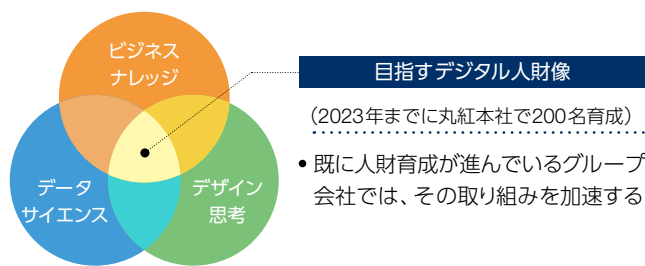 ビジネス
ナレッジ
データ
サイエンス
デザイン
思考
目指すデジタル人財像
（2023年までに丸紅本社で200名育成）
• 既に人財育成が進んでいるグループ
会社では、その取り組みを加速する